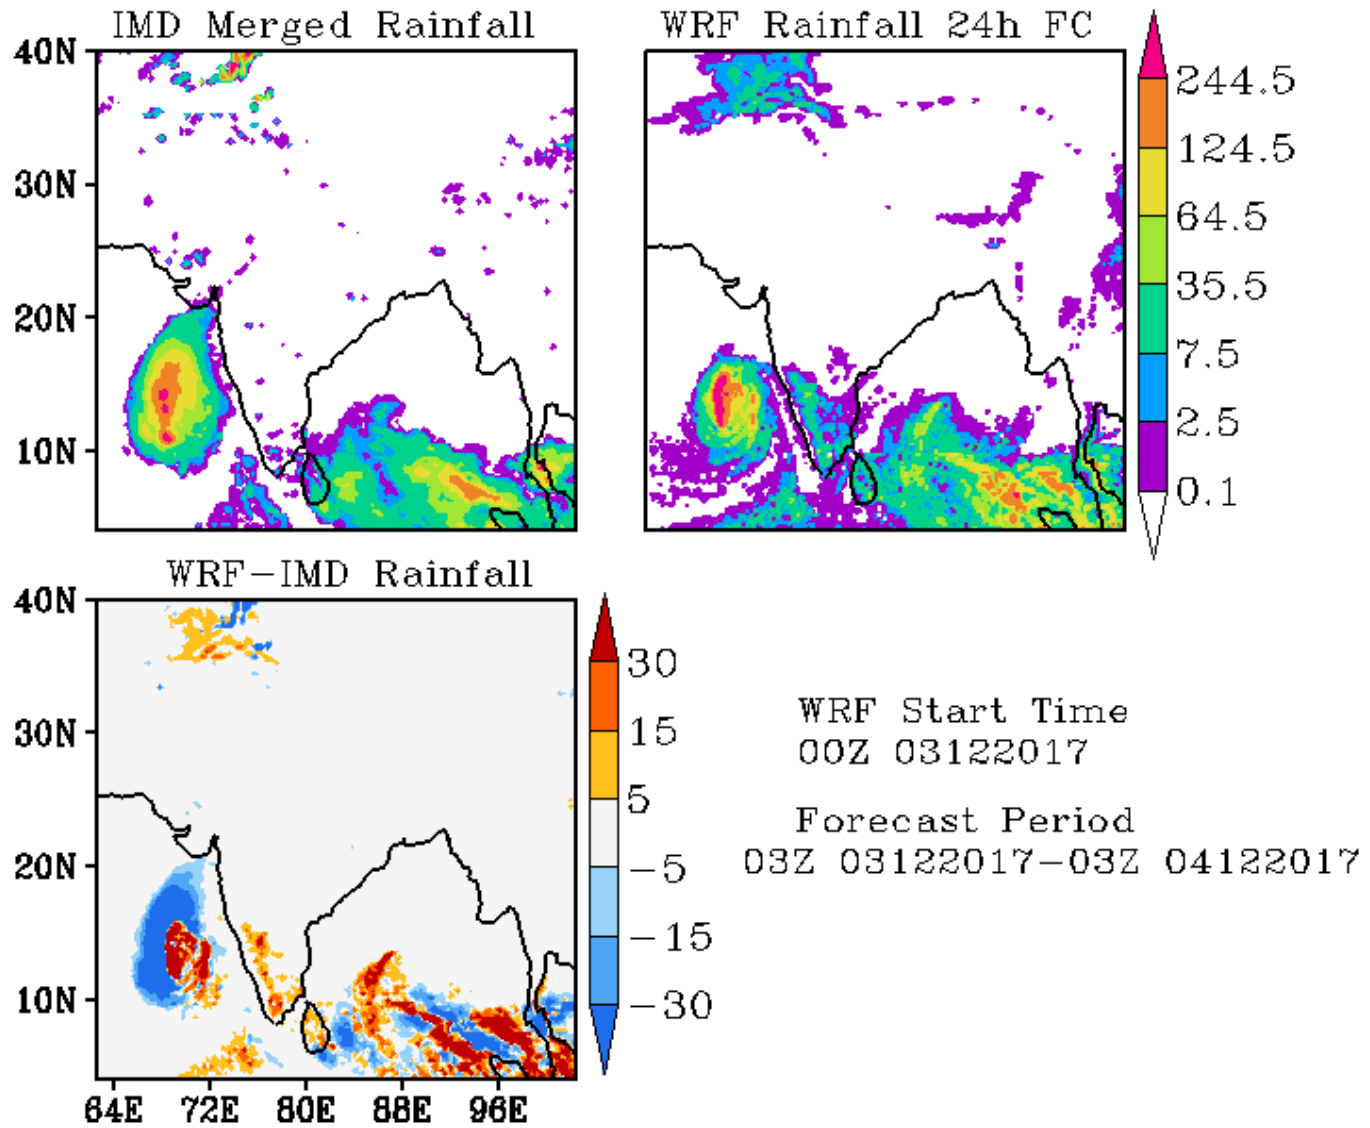 IMD Merged Rainfall
WRF Rainfall 24h FC
40N
30N
20N
10N
244.5
124.5
64.5
35.5
7.5
2.5
0.1
WRF-IMD Rainfall
40N
30N
20N
10N
64E 72E 80E 88E 96E
30
15
5
-5
-15
-30
WRF Start Time
00Z 03122017
Forecast Period
03Z 03122017-03Z 04122017